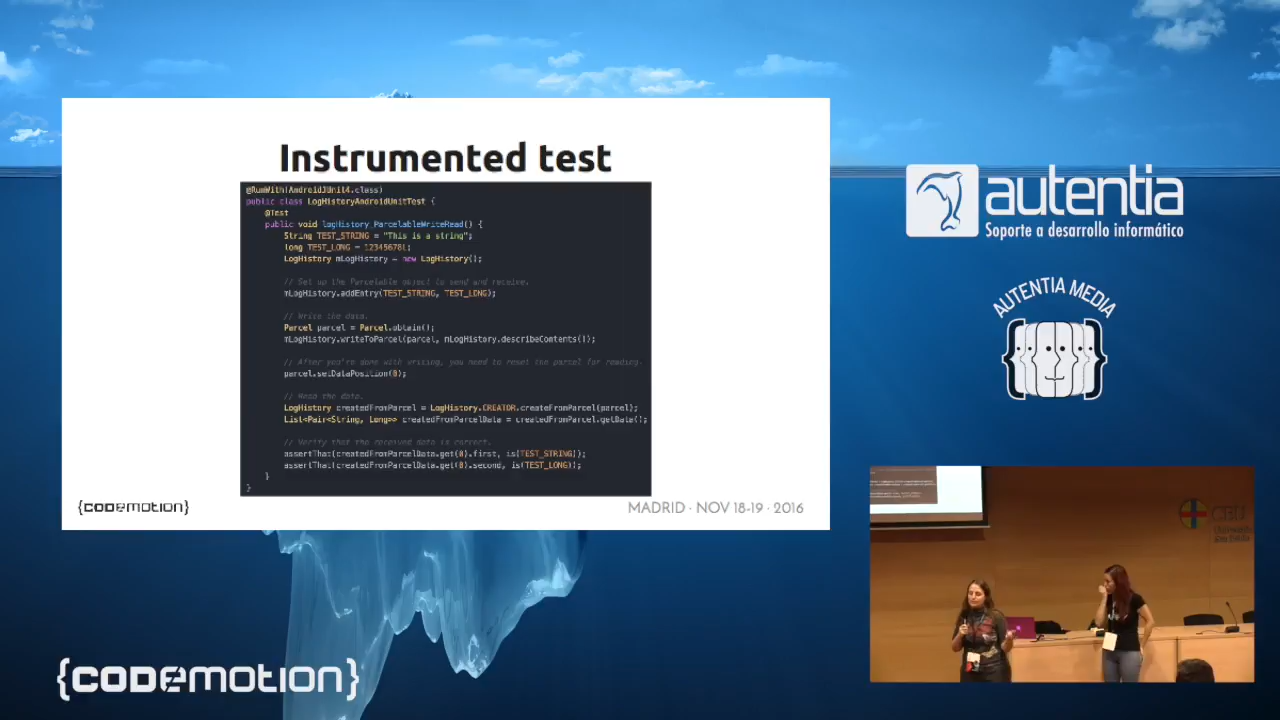 Instrumented test
@RunWith(AndroidJUnit4.class)
public class LogHistoryAndroidUnitTest {
@Test
public void logHistory_ParcelableWriteRead() {
String TEST_STRING = "This is a string";
long TEST_LONG = 12345678L;
LogHistory mLogHistory = new LogHistory();
// Set up the Parcelable object to send and receive.
mLogHistory.addEntry(TEST_STRING, TEST_LONG);
// Write the data.
Parcel parcel = Parcel.obtain();
mLogHistory.writeToParcel(parcel, mLogHistory.describeContents());
// After you're done with writing, you need to reset the parcel for reading.
parcel.setDataPosition(0);
// Read the data.
LogHistory createdFromParcel = LogHistory.CREATOR.createFromParcel(parcel);
List<Pair<String, Long>> createdFromParcelData = createdFromParcel.getData();
// Verify that the received data is correct.
assertThat(createdFromParcelData.get(0).first, is(TEST_STRING));
assertThat(createdFromParcelData.get(0).second, is(TEST_LONG));
}
}
{CODEMOTION}
MADRID · NOV 18-19 · 2016
autentia
Soporte a desarrollo informático
AUTENTIA MEDIA
CEU
{CODEMOTION}